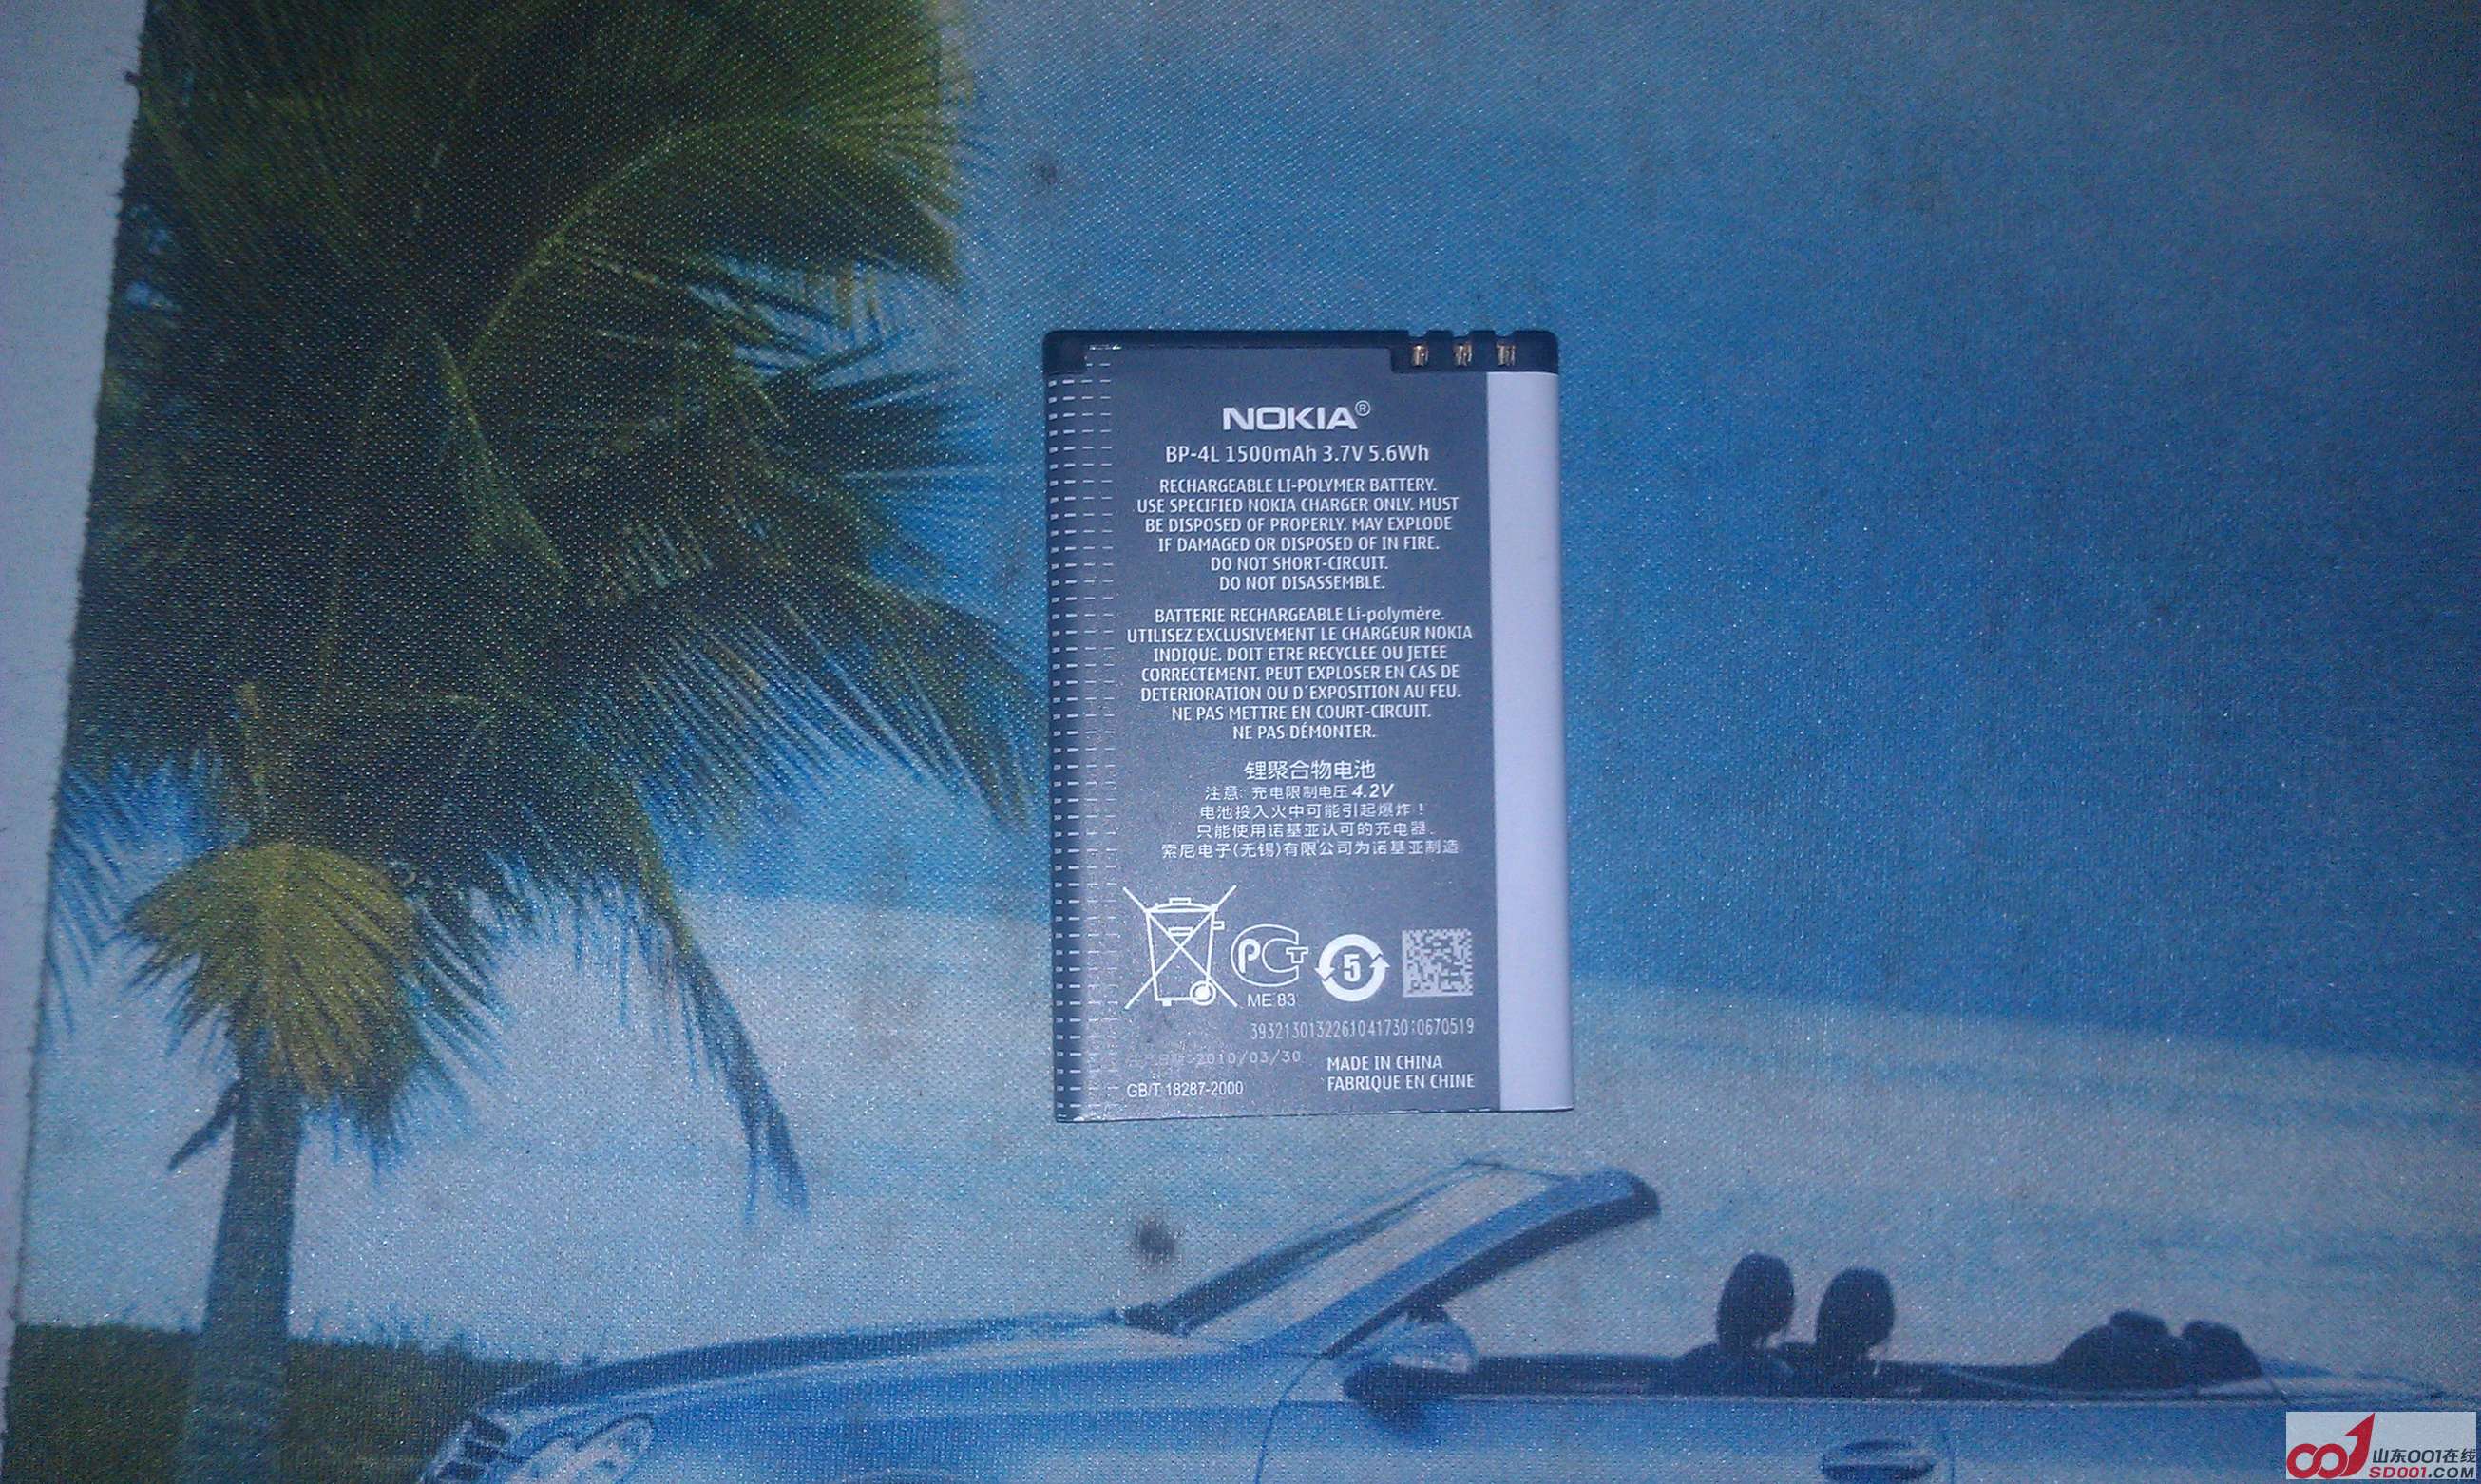 NOKIA®
BP-4L 1500mAh 3.7V 5.6Wh
RECHARGEABLE LI-POLYMER BATTERY.
USE SPECIFIED NOKIA CHARGER ONLY. MUST
BE DISPOSED OF PROPERLY. MAY EXPLODE
IF DAMAGED OR DISPOSED OF IN FIRE.
DO NOT SHORT-CIRCUIT.
DO NOT DISASSEMBLE.
BATTERIE RECHARGEABLE Li-polymère.
UTILISEZ EXCLUSIVEMENT LE CHARGEUR NOKIA
INDIQUE. DOIT ETRE RECYCLEE OU JETEE
CORRECTEMENT. PEUT EXPLOSER EN CAS DE
DETERIORATION OU D'EXPOSITION AU FEU.
NE PAS METTRE EN COURT-CIRCUIT.
NE PAS DÉMONTER.
锂聚合物电池
注意: 充电限制电压4.2V
电池投入火中可能引起爆炸！
只能使用诺基亚认可的充电器.
索尼电子(无锡)有限公司为诺基亚制造
PCT
ME 83
5
3932130132261041730:0670519
2010/03/30
MADE IN CHINA
FABRIQUE EN CHINE
GB/T 18287-2000
001
山东001在线
SD001.COM